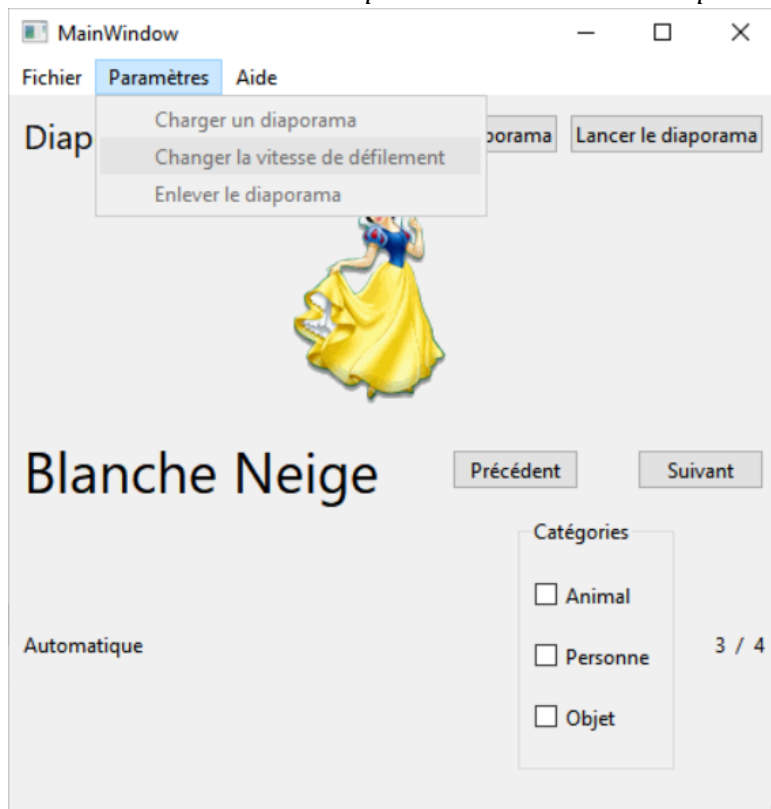 MainWindow
Fichier Paramètres Aide
Charger un diaporama
Diap porama Lancer le diaporama
Changer la vitesse de défilement
Enlever le diaporama
Blanche Neige Précédent Suivant
Catégories
Animal
Automatique Personne 3 / 4
Objet